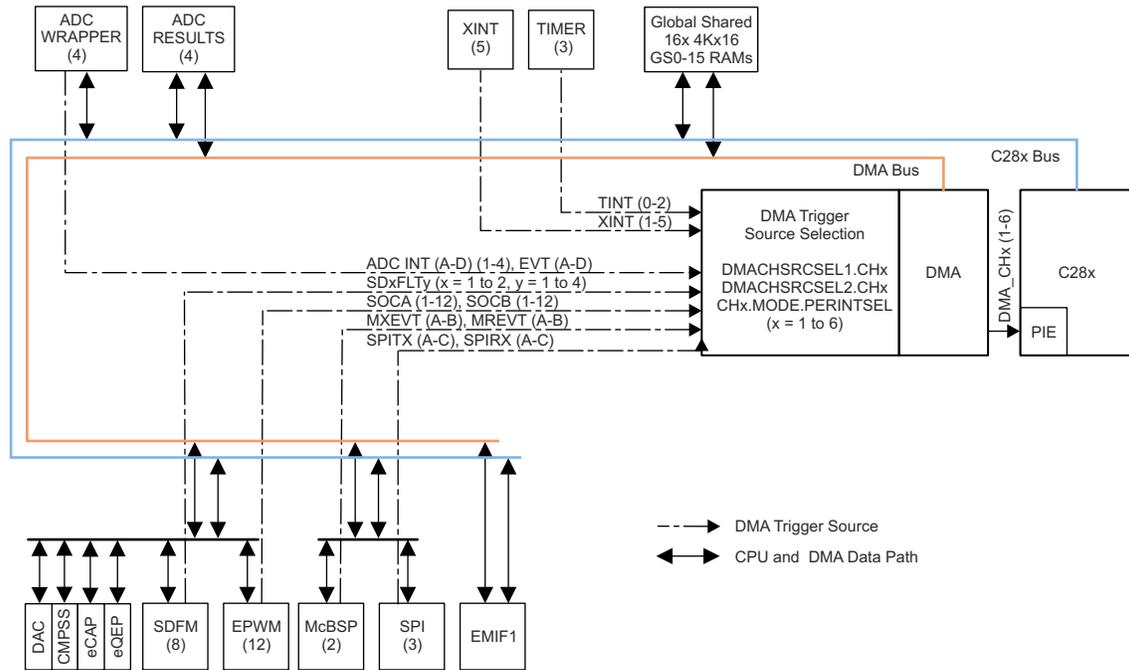 ADC
WRAPPER
(4)
ADC
RESULTS
(4)
XINT
(5)
TIMER
(3)
Global Shared
16x 4Kx16
GS0-15 RAMs
C28x Bus
DMA Bus
TINT (0-2)
XINT (1-5)
ADC INT (A-D) (1-4), EVT (A-D)
SDxFLTy (x = 1 to 2, y = 1 to 4)
SOCA (1-12), SOCB (1-12)
MXEVT (A-B), MREVT (A-B)
SPITX (A-C), SPIRX (A-C)
DMA Trigger
Source Selection
DMACHSRCSEL1.CHx
DMACHSRCSEL2.CHx
CHx.MODE.PERINTSEL
(x = 1 to 6)
DMA
DMA_CHx (1-6)
C28x
PIE
DMA Trigger Source
CPU and DMA Data Path
DAC
CMPSS
eCAP
eQEP
SDFM
(8)
EPWM
(12)
McBSP
(2)
SPI
(3)
EMIF1